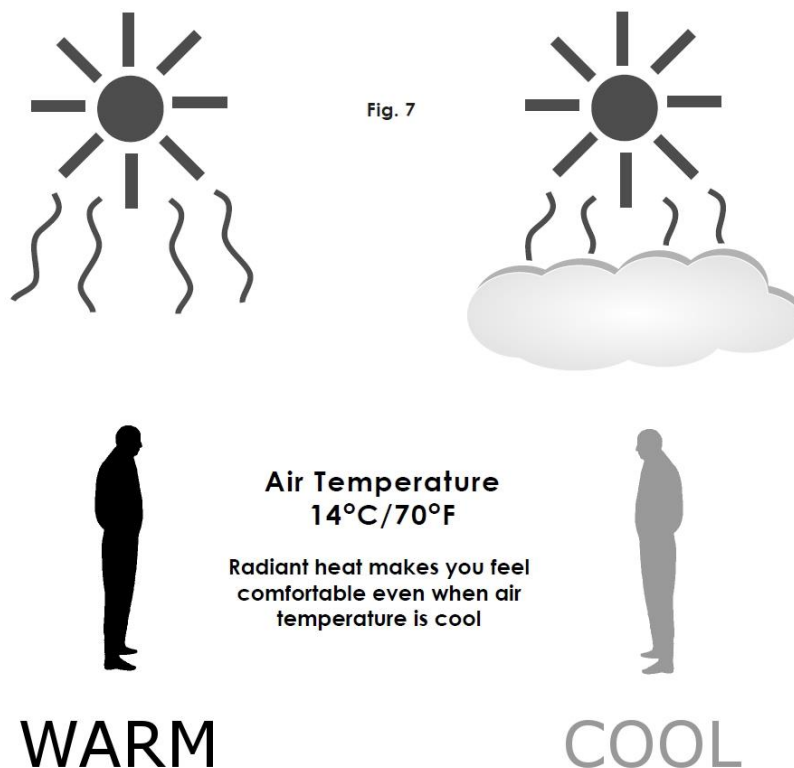 Fig. 7
Air Temperature
14°C/70°F
Radiant heat makes you feel
comfortable even when air
temperature is cool
WARM
COOL